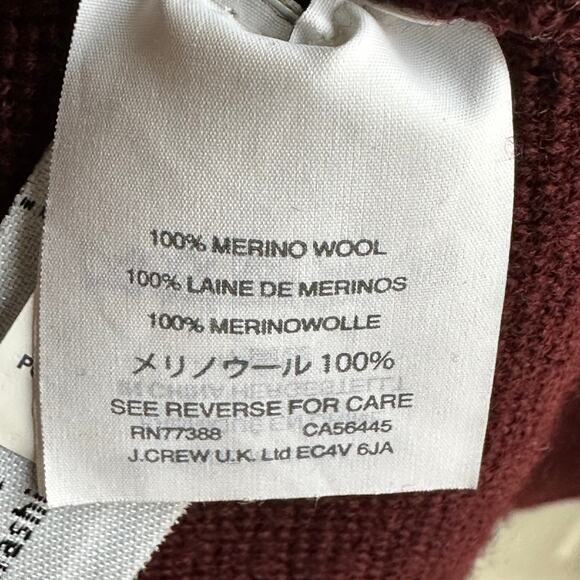 100% MERINO WOOL
100% LAINE DE MERINOS
100% MERINOWOLLE
メリノウール 100%
SEE REVERSE FOR CARE
RN77388 CA56445
J.CREW U.K. Ltd EC4V 6JA